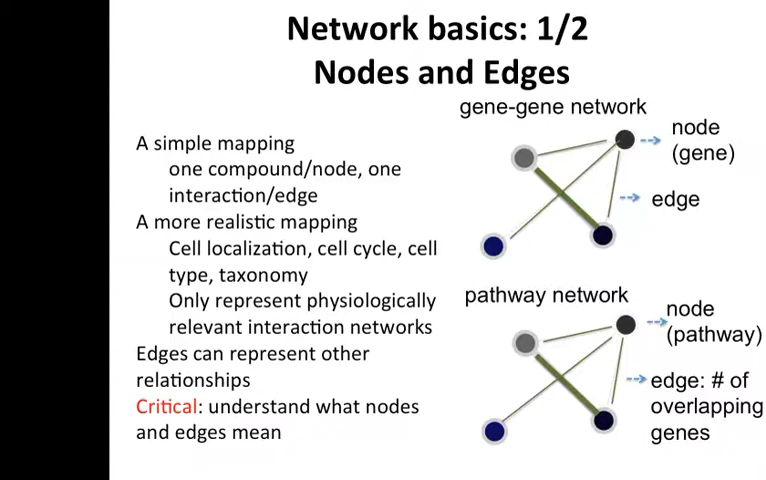 Network basics: 1/2
Nodes and Edges
A simple mapping
one compound/node, one
interaction/edge
A more realistic mapping
Cell localization, cell cycle, cell
type, taxonomy
Only represent physiologically
relevant interaction networks
Edges can represent other
relationships
Critical: understand what nodes
and edges mean
gene-gene network
node
(gene)
edge
pathway network
node
(pathway)
edge: # of
overlapping
genes